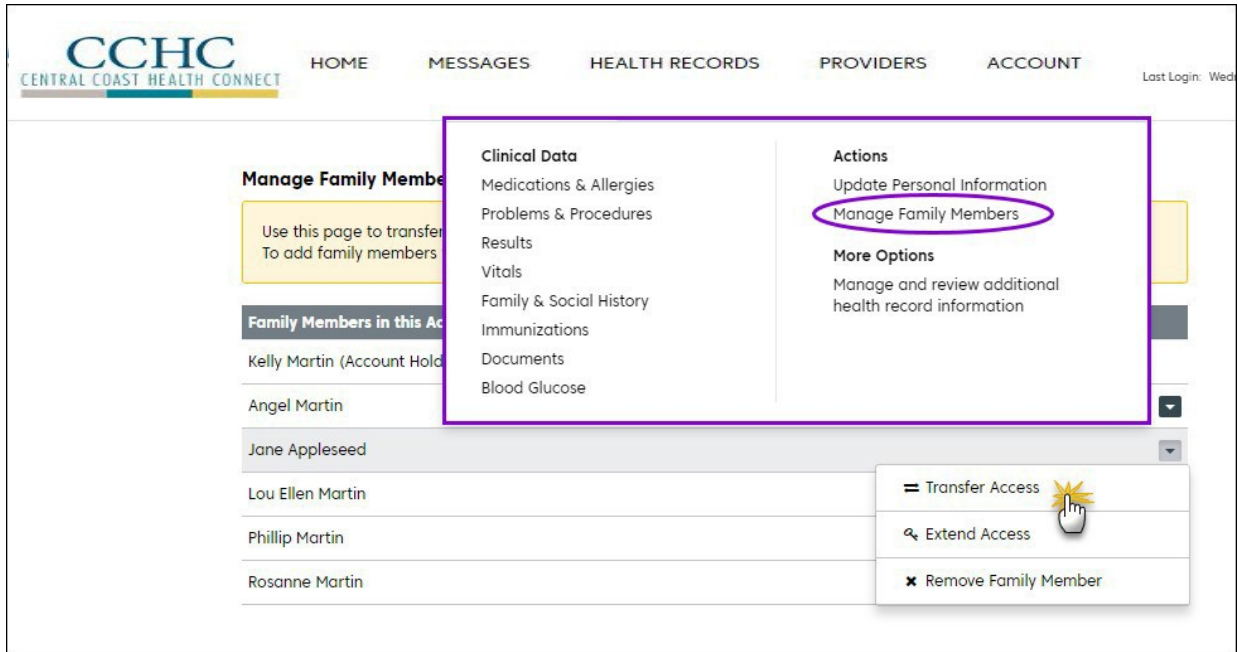 CCHC
CENTRAL COAST HEALTH CONNECT
HOME MESSAGES HEALTH RECORDS PROVIDERS ACCOUNT
Last Login: Wedn
Manage Family Membe
Use this page to transfer
To add family members
Clinical Data
Medications & Allergies
Problems & Procedures
Results
Vitals
Family & Social History
Immunizations
Documents
Blood Glucose
Actions
Update Personal Information
Manage Family Members
More Options
Manage and review additional
health record information
Family Members in this Ac
Kelly Martin (Account Hold
Angel Martin
Jane Appleseed
Lou Ellen Martin
Phillip Martin
Rosanne Martin
Transfer Access
Extend Access
Remove Family Member